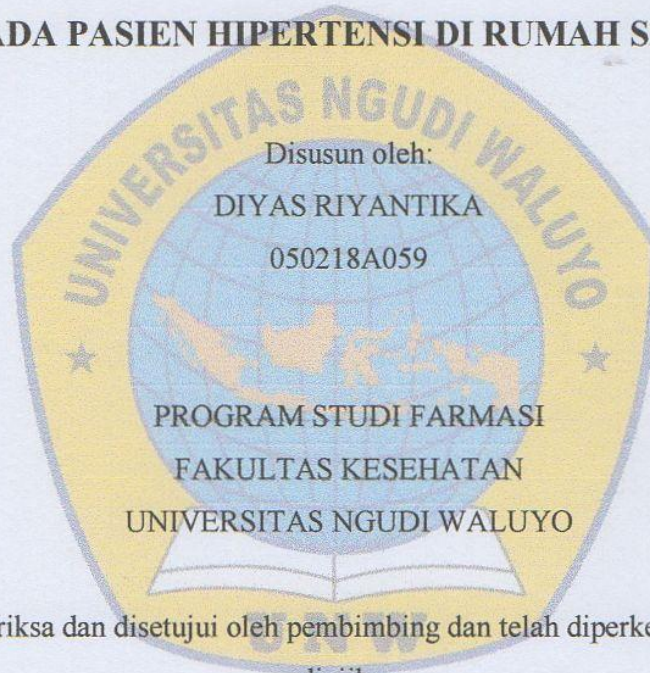 ADA PASIEN HIPERTENSI DI RUMAH S
UNIVERSITAS NGUDI WALUYO
Disusun oleh:
DIYAS RIYANTIKA
050218A059
PROGRAM STUDI FARMASI
FAKULTAS KESEHATAN
UNIVERSITAS NGUDI WALUYO
UNW
riksa dan disetujui oleh pembimbing dan telah diperke